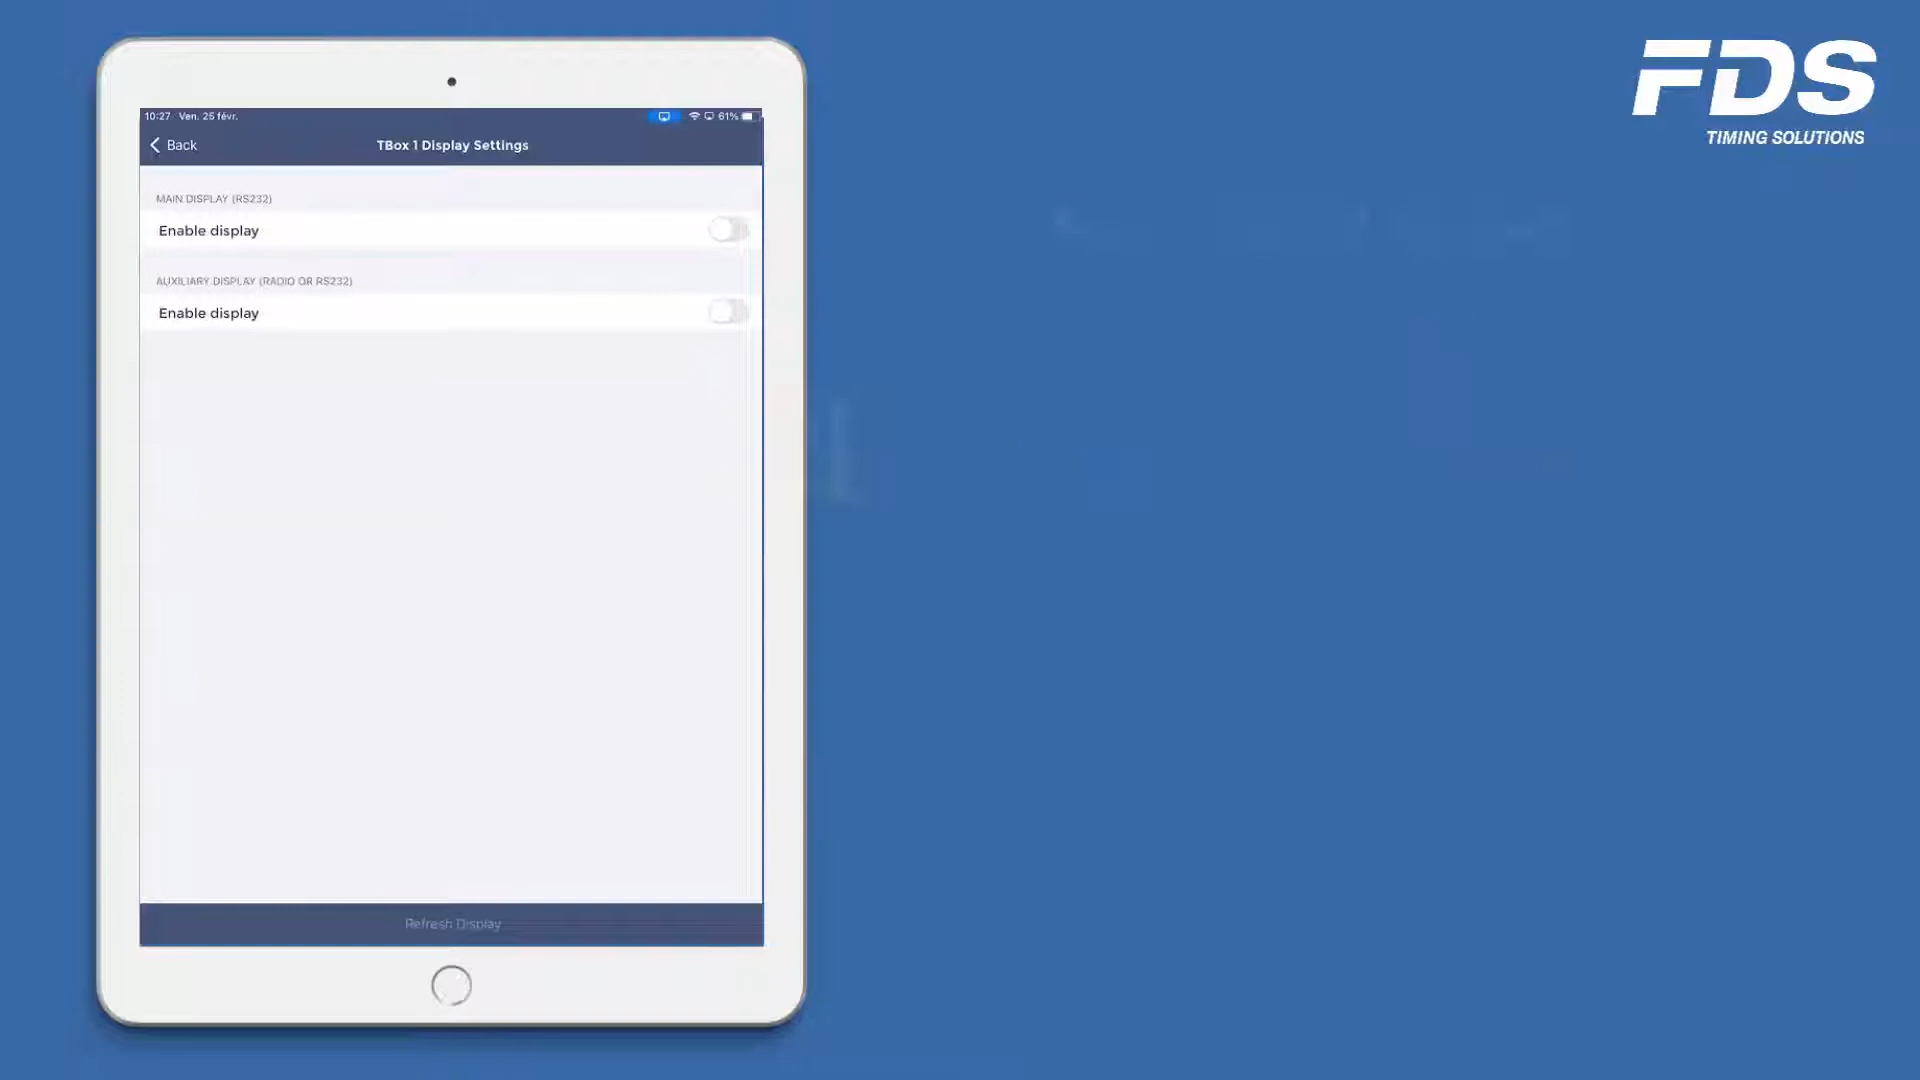 FDS
TIMING SOLUTIONS
10:27 Ven. 25 févr.
61%
Back
TBox 1 Display Settings
MAIN DISPLAY (RS232)
Enable display
AUXILIARY DISPLAY (RADIO OR RS232)
Enable display
Refresh Display